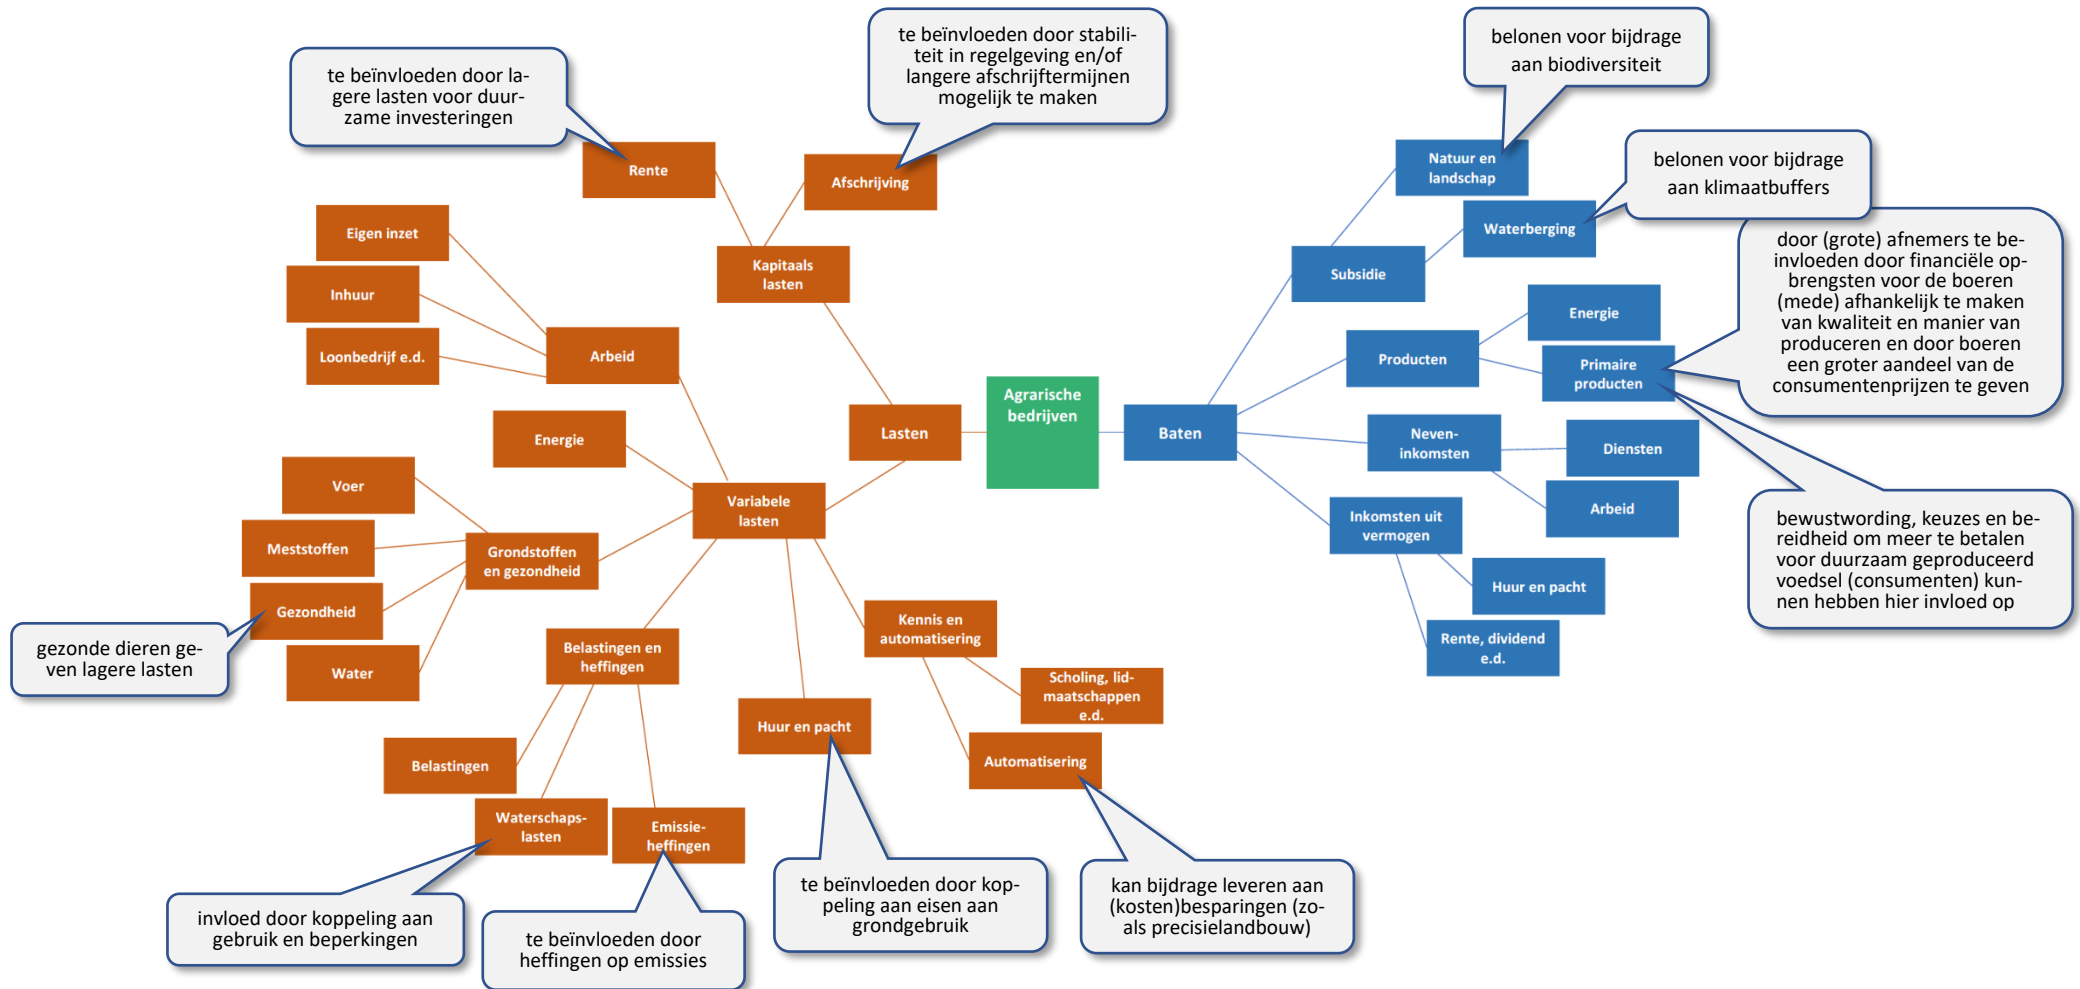 te beïnvloeden door la-
gere lasten voor duur-
zame investeringen
te beïnvloeden door stabili-
teit in regelgeving en/of
langere afschrijftermijnen
mogelijk te maken
belonen voor bijdrage
aan biodiversiteit
belonen voor bijdrage
aan klimaatbuffers
door (grote) afnemers te be-
invloeden door financiële op-
brengsten voor de boeren
(mede) afhankelijk te maken
van kwaliteit en manier van
produceren en door boeren
een groter aandeel van de
consumentenprijzen te geven
Rente
Afschrijving
Kapitaals
lasten
Eigen inzet
Inhuur
Loonbedrijf e.d.
Arbeid
Energie
Lasten
Agrarische
bedrijven
Baten
Natuur en
landschap
Waterberging
Subsidie
Energie
Producten
Primaire
producten
Neven-
inkomsten
Diensten
Arbeid
Inkomsten uit
vermogen
Huur en pacht
Rente, dividend
e.d.
bewustwording, keuzes en be-
reidheid om meer te betalen
voor duurzaam geproduceerd
voedsel (consumenten) kun-
nen hebben hier invloed op
Variabele
lasten
Voer
Meststoffen
Gezondheid
Water
Grondstoffen
en gezondheid
gezonde dieren ge-
ven lagere lasten
Belastingen en
heffingen
Kennis en
automatisering
Scholing, lid-
maatschappen
e.d.
Automatisering
Huur en pacht
Belastingen
Waterschaps-
lasten
Emissie-
heffingen
invloed door koppeling aan
gebruik en beperkingen
te beïnvloeden door
heffingen op emissies
te beïnvloeden door kop-
peling aan eisen aan
grondgebruik
kan bijdrage leveren aan
(kosten)besparingen (zo-
als precisielandbouw)